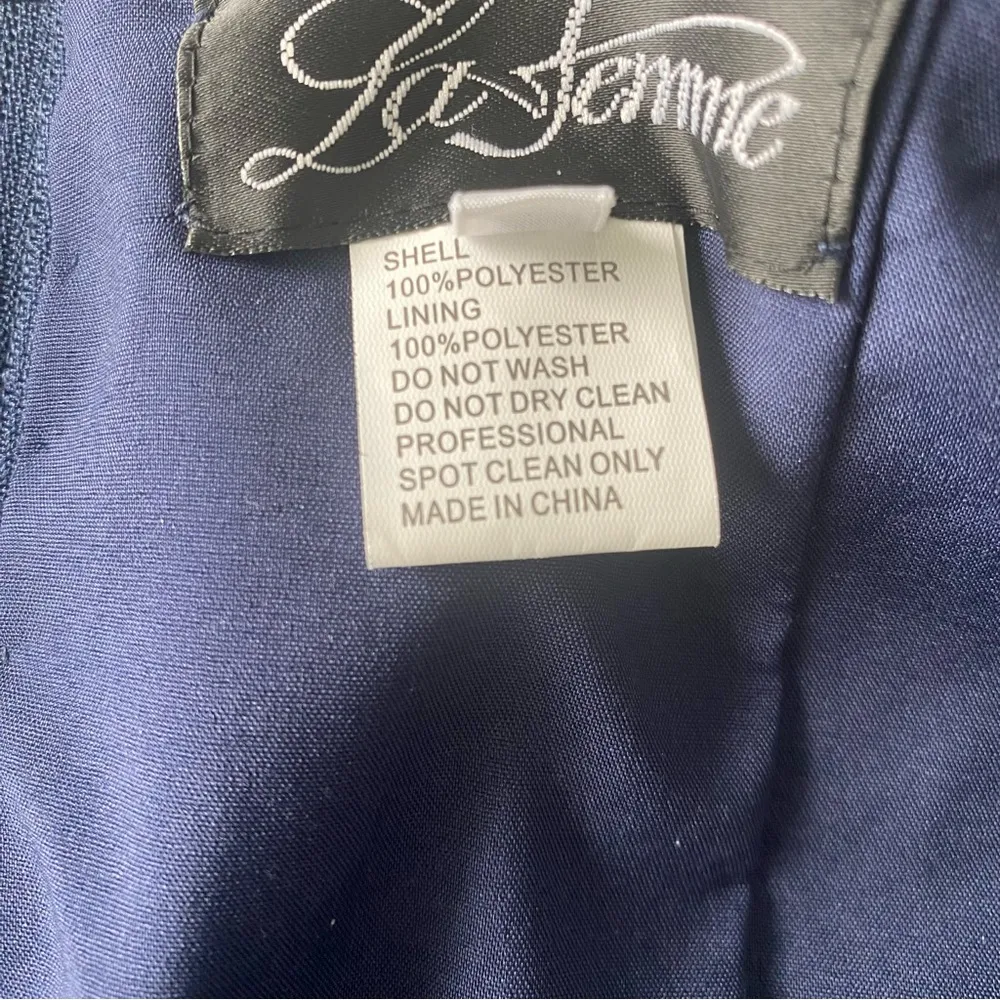 La Femme
SHELL
100%POLYESTER
LINING
100%POLYESTER
DO NOT WASH
DO NOT DRY CLEAN
PROFESSIONAL
SPOT CLEAN ONLY
MADE IN CHINA